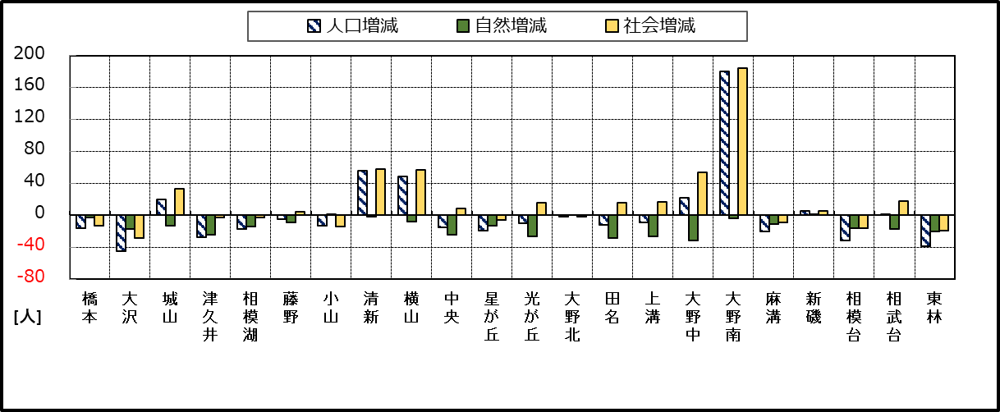 人口増減 自然増減 社会増減
200
160
120
80
40
0
-40
-80
[人]
橋本 大沢 城山 津久井 相模湖 藤野 小山 清新 横山 中央 星が丘 光が丘 大野北 田名 上溝 大野中 大野南 麻溝 新磯 相模台 相武台 東林